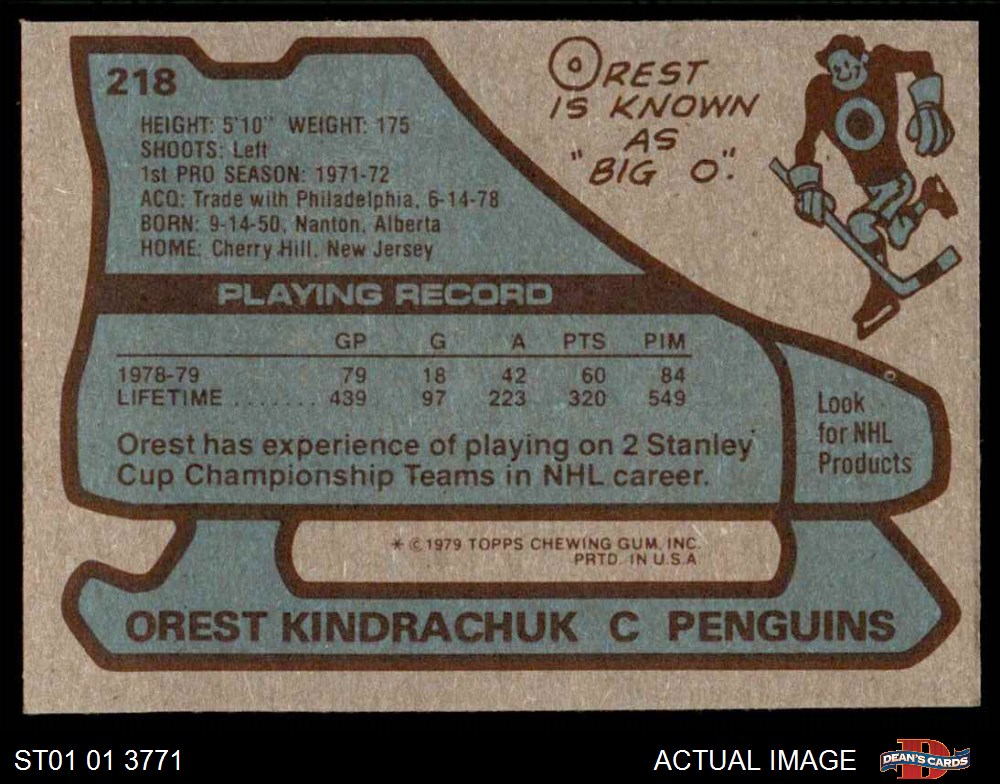 218
HEIGHT: 5'10" WEIGHT: 175
SHOOTS: Left
1st PRO SEASON: 1971-72
ACQ: Trade with Philadelphia, 6-14-78
BORN: 9-14-50, Nanton, Alberta
HOME: Cherry Hill, New Jersey
OREST
IS KNOWN
AS
"BIG O".
PLAYING RECORD
GP G A PTS PIM
1978-79 79 18 42 60 84
LIFETIME ........ 439 97 223 320 549
Orest has experience of playing on 2 Stanley
Cup Championship Teams in NHL career.
Look
for NHL
Products
* © 1979 TOPPS CHEWING GUM, INC.
PRTD. IN U.S.A
OREST KINDRACHUK C PENGUINS
ST01 01 3771
ACTUAL IMAGE
DEAN'S CARDS